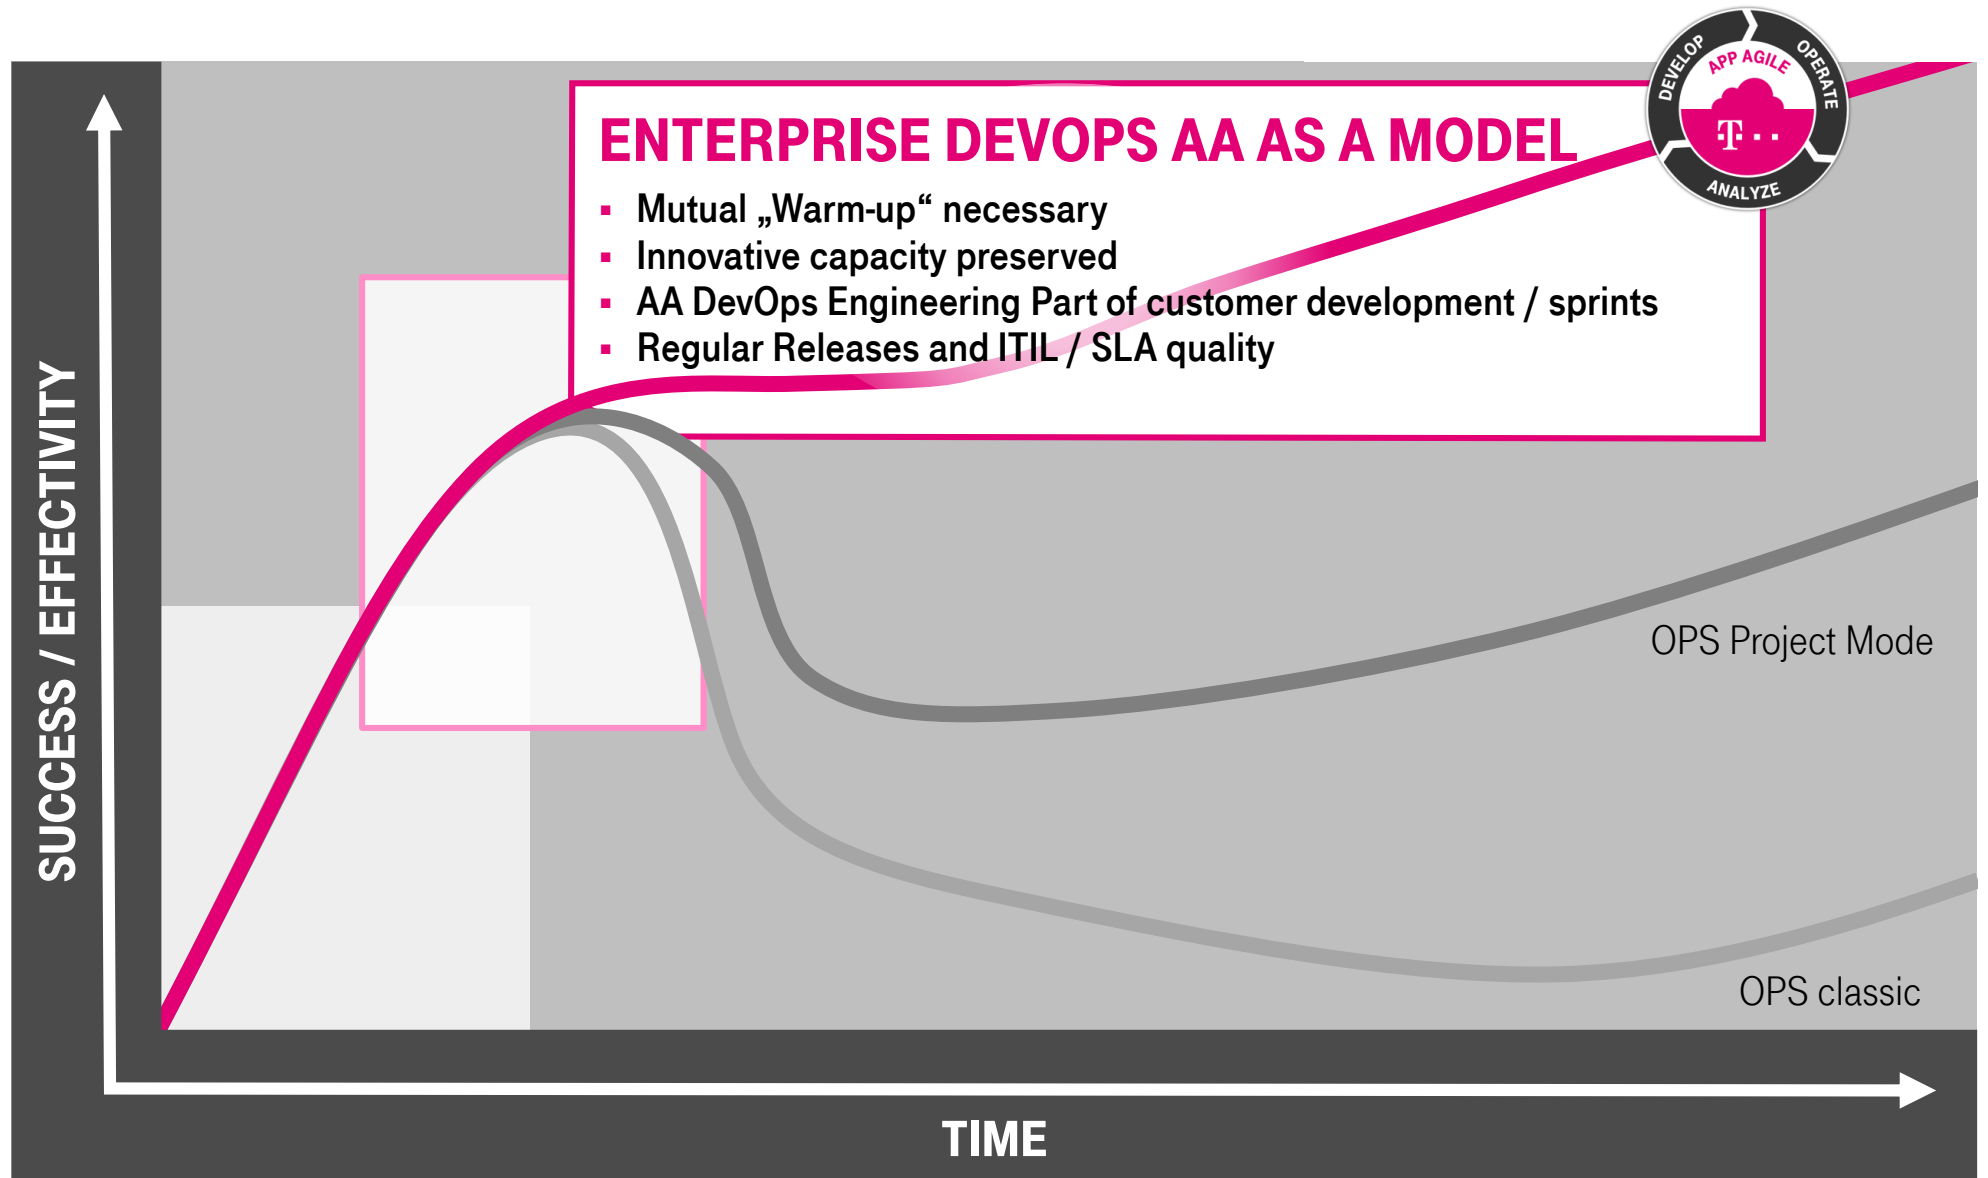 DEVELOP
OPERATE
APP AGILE
T
ANALYZE
ENTERPRISE DEVOPS AA AS A MODEL
▪ Mutual „Warm-up“ necessary
▪ Innovative capacity preserved
▪ AA DevOps Engineering Part of customer development / sprints
▪ Regular Releases and ITIL / SLA quality
SUCCESS / EFFECTIVITY
OPS Project Mode
OPS classic
TIME